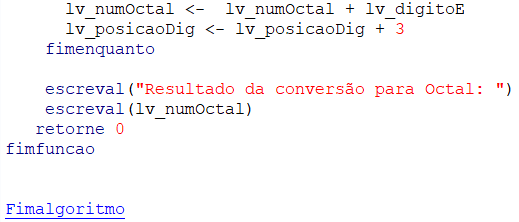 lv_numOctal <- lv_numOctal + lv_digitoE
lv_posicaoDig <- lv_posicaoDig + 3
fimenquanto
escreval("Resultado da conversão para Octal: ")
escreval(lv_numOctal)
retorne 0
fimfuncao
Fimalgoritmo